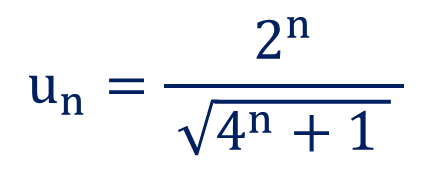 uₙ = 2ⁿ / √(4ⁿ + 1)